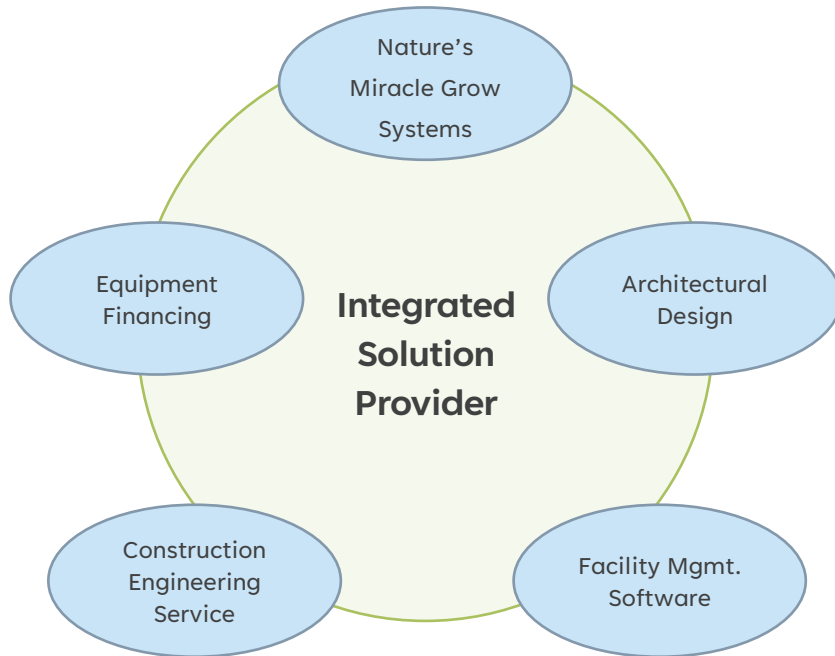 Nature’s
Miracle Grow
Systems
Equipment
Financing
Integrated
Solution
Provider
Architectural
Design
Construction
Engineering
Service
Facility Mgmt.
Software